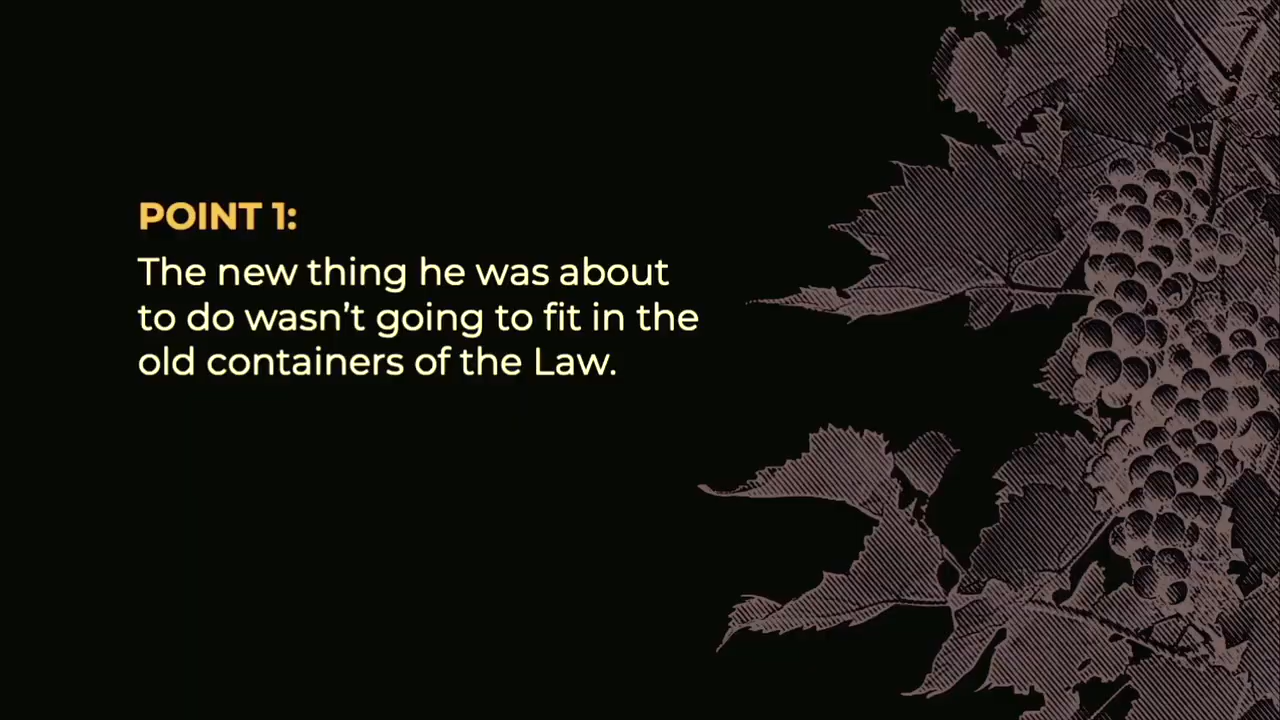 POINT 1:
The new thing he was about
to do wasn’t going to fit in the
old containers of the Law.